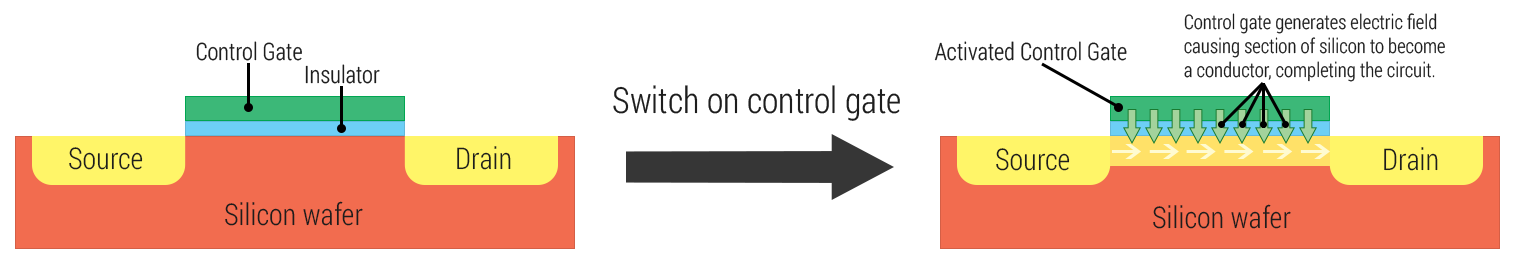 Control Gate
Insulator
Source
Drain
Silicon wafer
Switch on control gate
Activated Control Gate
Control gate generates electric field
causing section of silicon to become
a conductor, completing the circuit.
Source
Drain
Silicon wafer